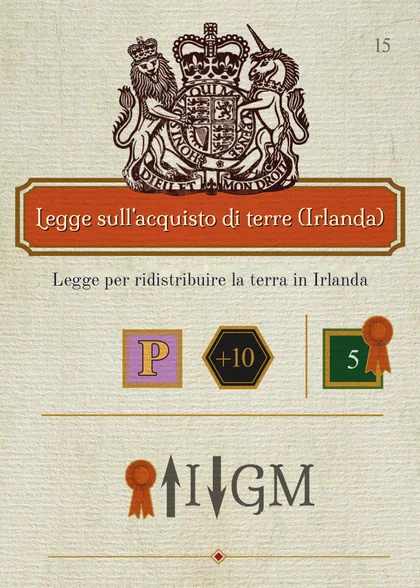 15
DIEU ET MON DROIT
Legge sull'acquisto di terre (Irlanda)
Legge per ridistribuire la terra in Irlanda
P +10 5
I GM